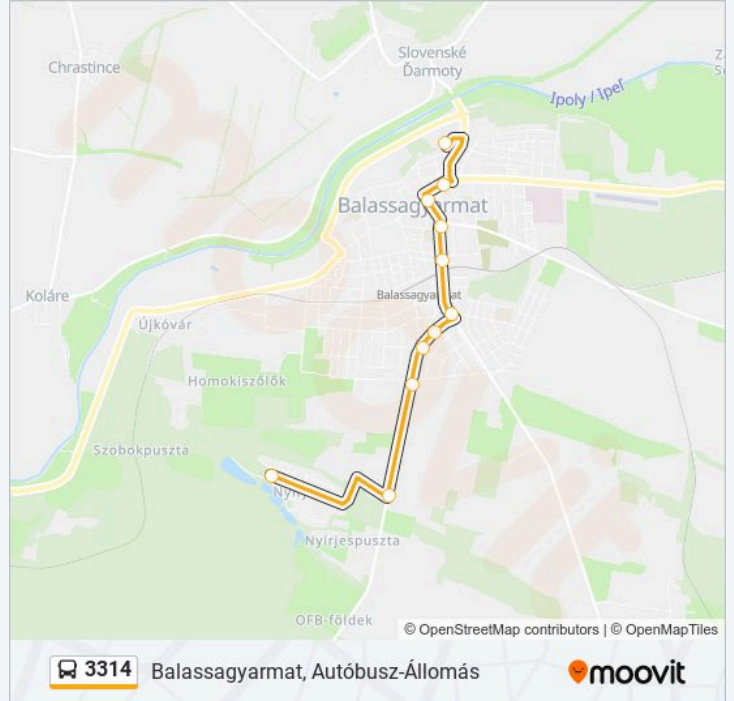 Slovenské
Ďarmoty
Chrastince
Ipoly / Ipeľ
Balassagyarmat
Balassagyarmat
Koláre
Újkóvár
Homokiszőlők
Szobokpuszta
Nyírjespuszta
OFB-földek
© OpenStreetMap contributors | © OpenMapTiles
3314 Balassagyarmat, Autóbusz-Állomás
moovit